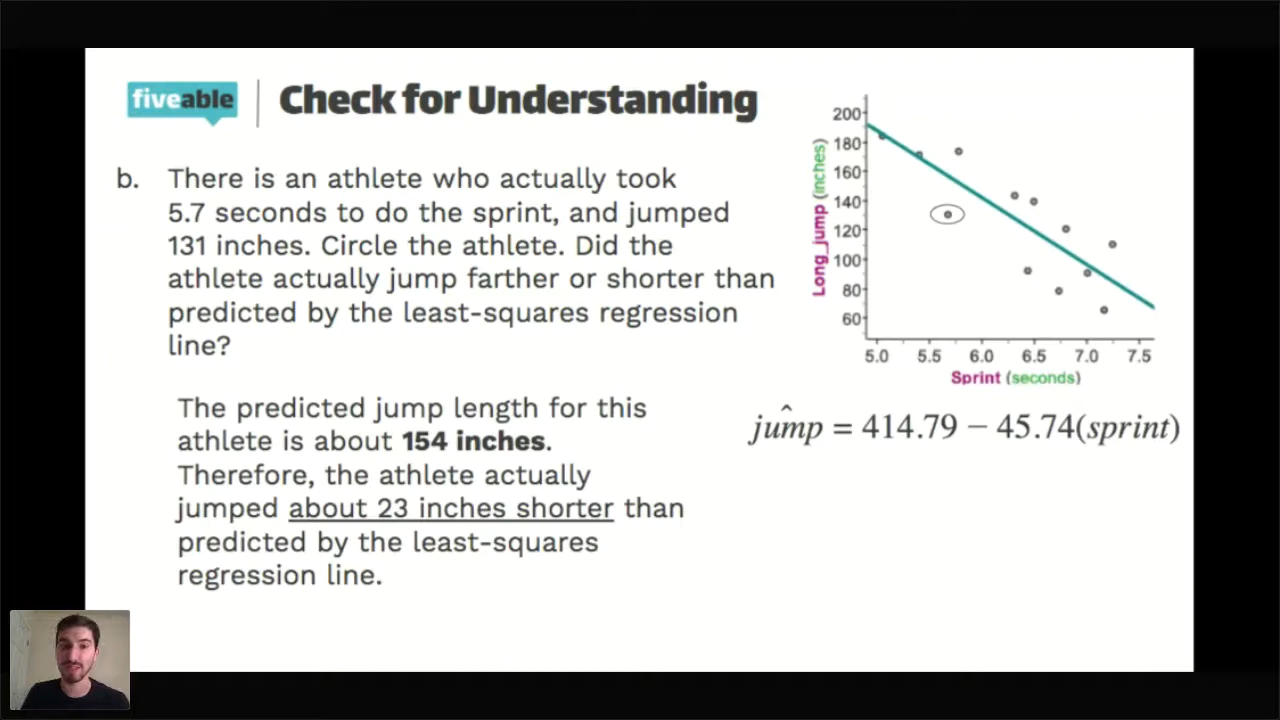 fiveable
Check for Understanding
b. There is an athlete who actually took
5.7 seconds to do the sprint, and jumped
131 inches. Circle the athlete. Did the
athlete actually jump farther or shorter than
predicted by the least-squares regression
line?
The predicted jump length for this
athlete is about 154 inches.
Therefore, the athlete actually
jumped about 23 inches shorter than
predicted by the least-squares
regression line.
Long_jump (inches)
200
180
160
140
120
100
80
60
5.0 5.5 6.0 6.5 7.0 7.5
Sprint (seconds)
jum̂p = 414.79 − 45.74(sprint)